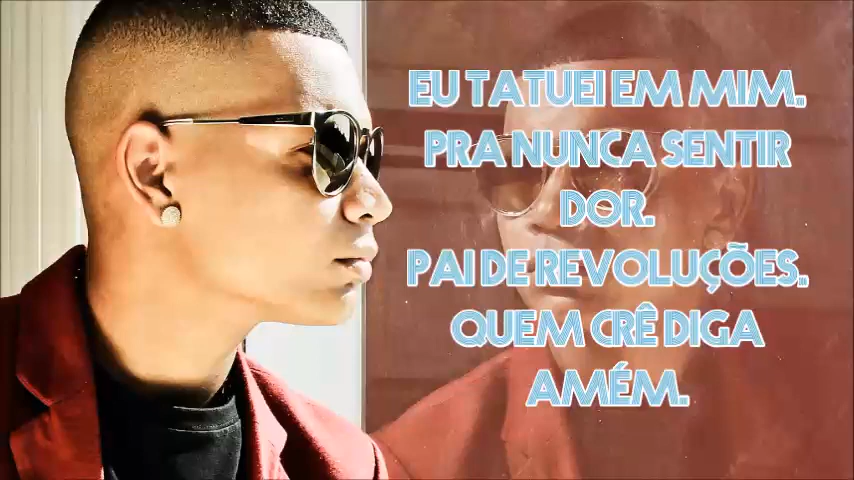 EU TATUEI EM MIM.
PRA NUNCA SENTIR
DOR.
PAI DE REVOLUÇÕES.
QUEM CRÊ DIGA
AMÉM.